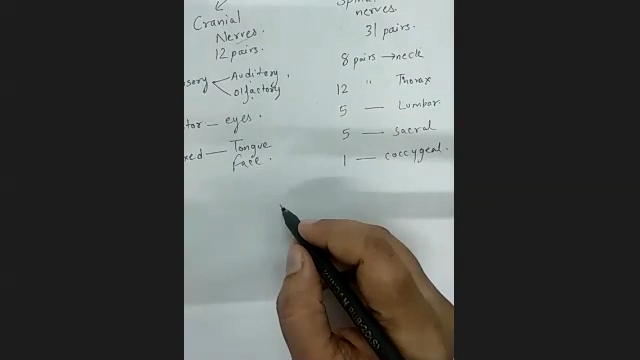 Cranial
Nerves.
12 pairs.
Auditory.
Olfactory
eyes.
Tongue
face.
nerves.
31 pairs.
8 pairs → neck
12 " Thorax
5 — Lumbar
5 — sacral
1 — coccygeal.